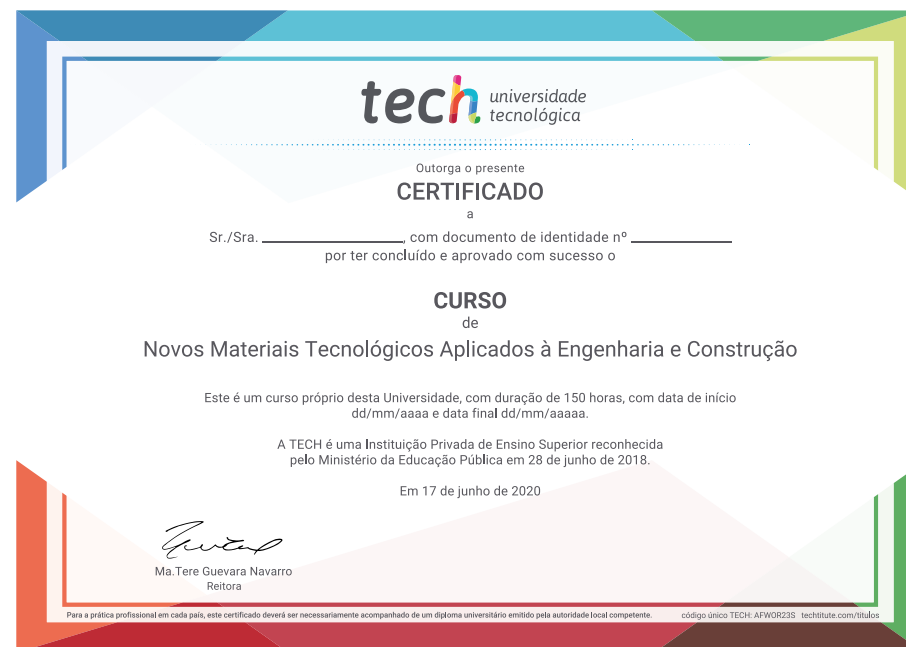 tech universidade
tecnológica
Outorga o presente
CERTIFICADO
a
Sr./Sra. ____________, com documento de identidade nº ____________
por ter concluído e aprovado com sucesso o
CURSO
de
Novos Materiais Tecnológicos Aplicados à Engenharia e Construção
Este é um curso próprio desta Universidade, com duração de 150 horas, com data de início
dd/mm/aaaa e data final dd/mm/aaaaa.
A TECH é uma Instituição Privada de Ensino Superior reconhecida
pelo Ministério da Educação Pública em 28 de junho de 2018.
Em 17 de junho de 2020
Ma.Tere Guevara Navarro
Reitora
Para a prática profissional em cada país, este certificado deverá ser necessariamente acompanhado de um diploma universitário emitido pela autoridade local competente. código único TECH: AFWOR23S techtitute.com/titulos